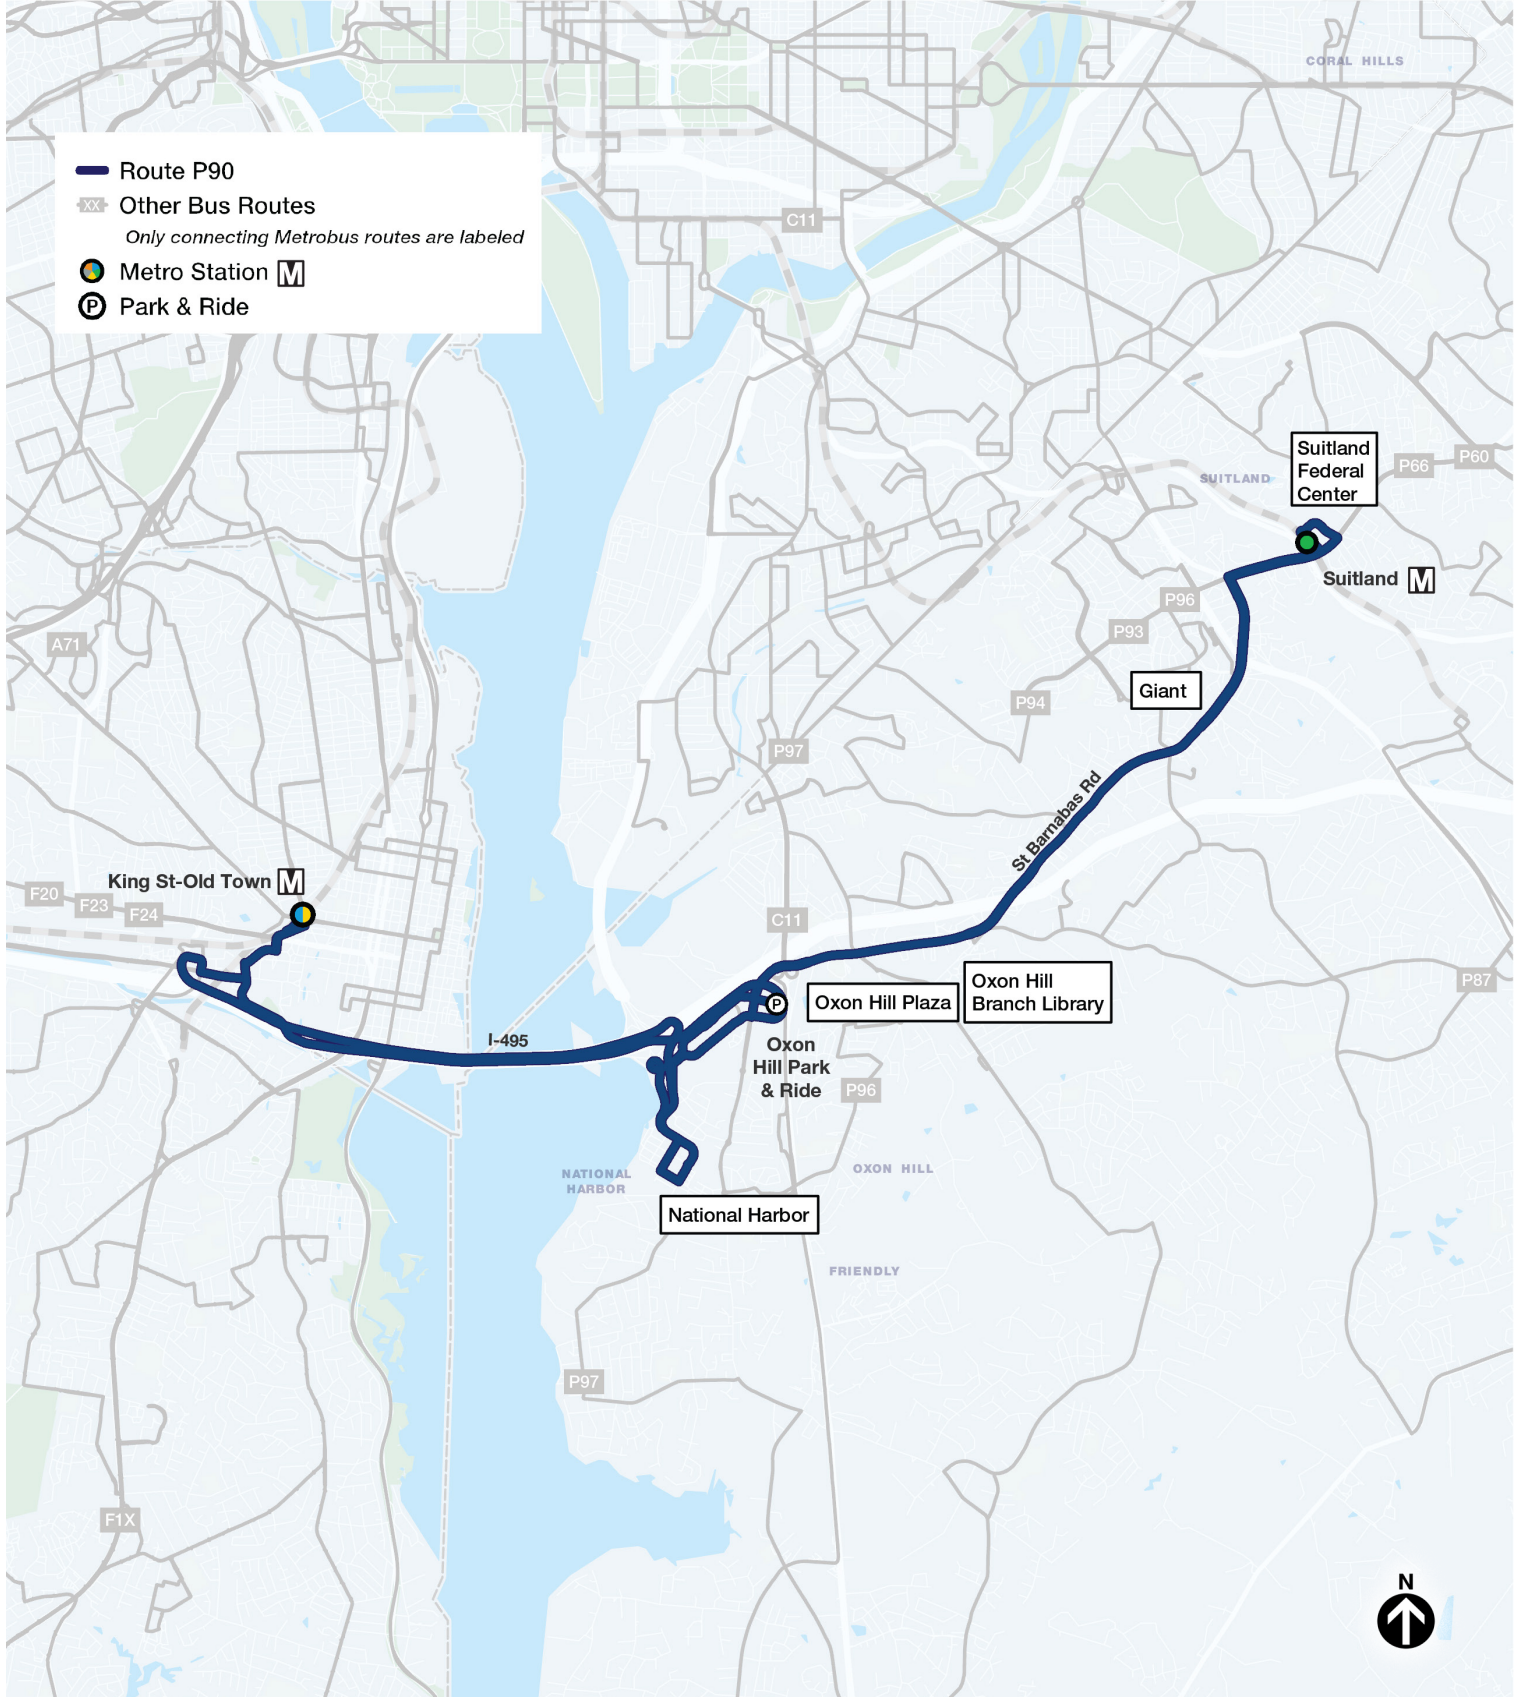 CORAL HILLS
Route P90
XX Other Bus Routes
Only connecting Metrobus routes are labeled
Metro Station M
P Park & Ride
C11
Suitland
Federal
Center
P66
P60
SUITLAND
Suitland M
P96
P93
A71
Giant
P94
P97
St Barnabas Rd
King St-Old Town M
F20
F23
F24
C11
Oxon Hill
Branch Library
P87
Oxon Hill Plaza
P
I-495
Oxon
Hill Park
& Ride
P96
OXON HILL
NATIONAL
HARBOR
National Harbor
FRIENDLY
P97
F1X
N